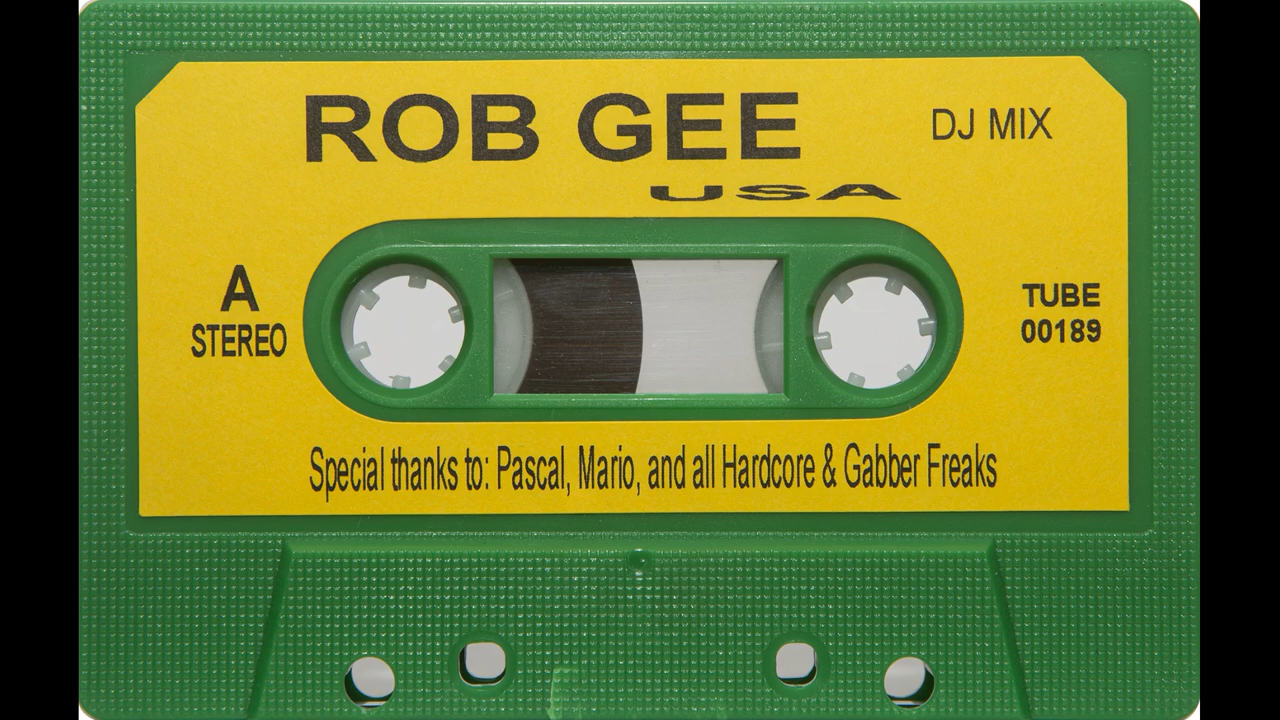 ROB GEE
DJ MIX
USA
A
STEREO
TUBE
00189
Special thanks to: Pascal, Mario, and all Hardcore & Gabber Freaks